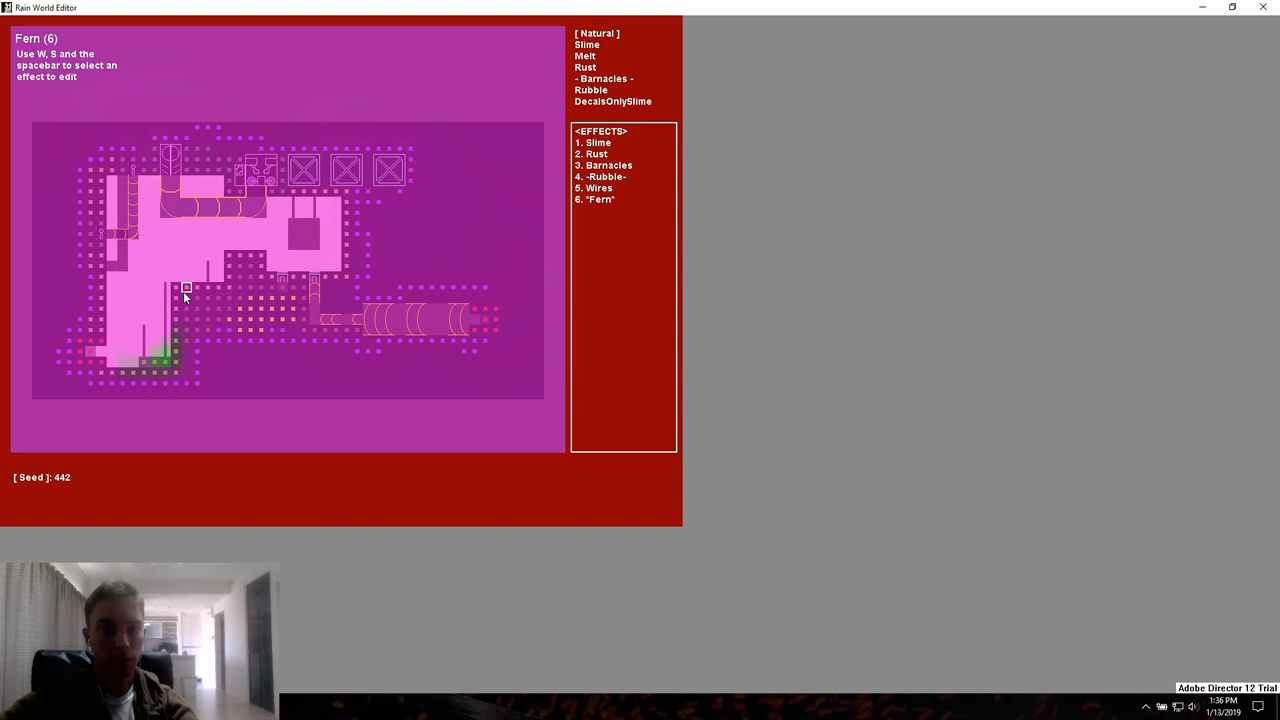 Rain World Editor
Fern (6)
Use W, S and the
spacebar to select an
effect to edit
[ Natural ]
Slime
Melt
Rust
- Barnacles -
Rubble
DecalsOnlySlime
<EFFECTS>
1. Slime
2. Rust
3. Barnacles
4. -Rubble-
5. Wires
6. *Fern*
[ Seed ]: 442
Adobe Director 12 Trial
1:36 PM
1/13/2019